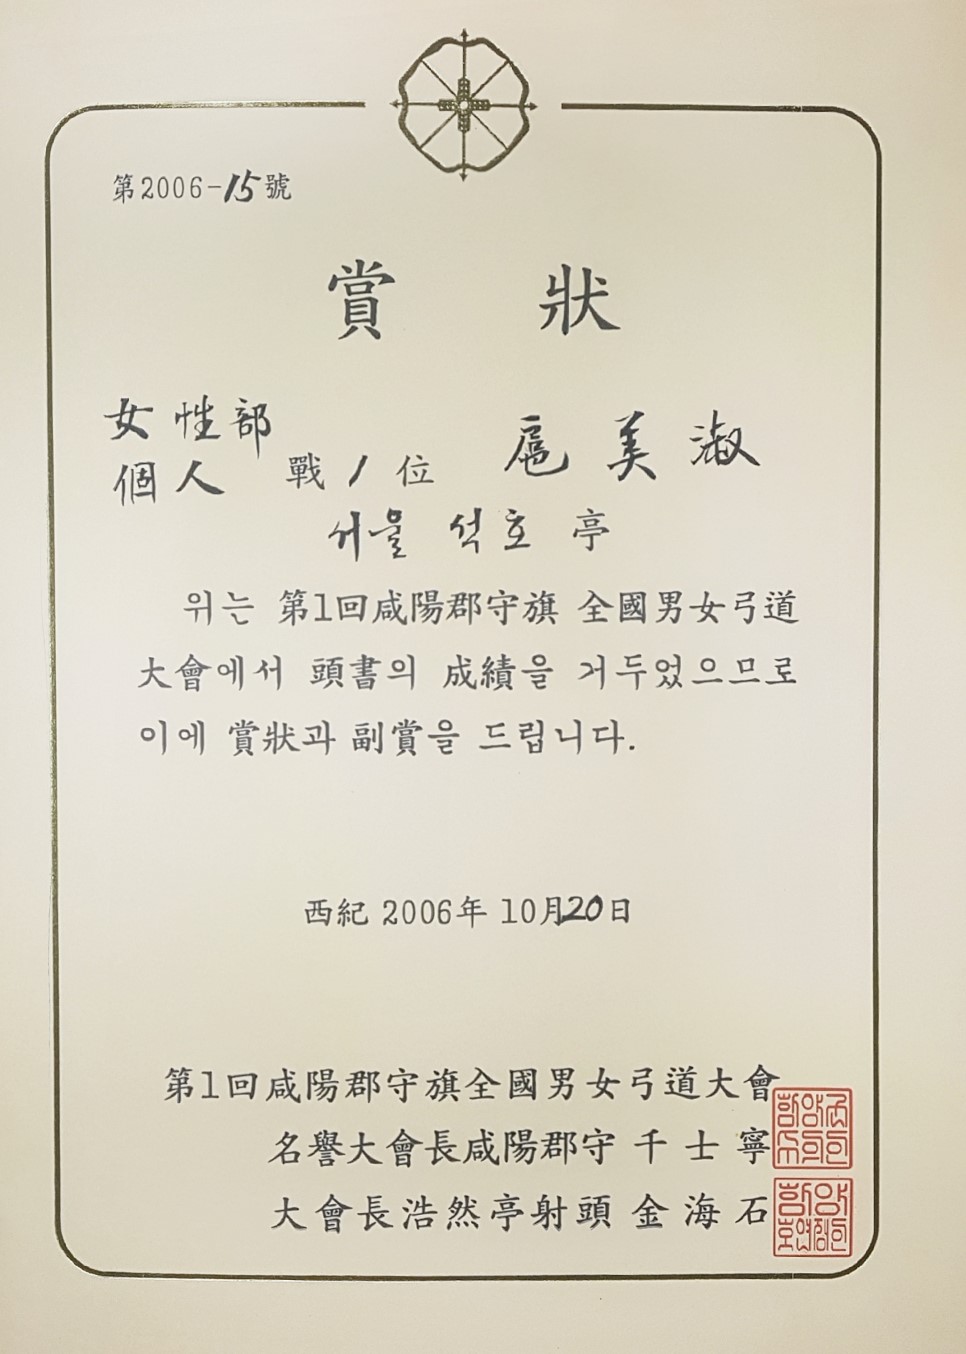 第2006-15號
賞 狀
女性部
個人 戰 1 位 扈美淑
서울 석호 亭
위는 第1回咸陽郡守旗 全國男女弓道
大會에서 頭書의 成績을 거두었으므로
이에 賞狀과 副賞을 드립니다.
西紀 2006年 10月20日
第1回咸陽郡守旗全國男女弓道大會
名譽大會長咸陽郡守 千士寧
大會長浩然亭射頭 金海石